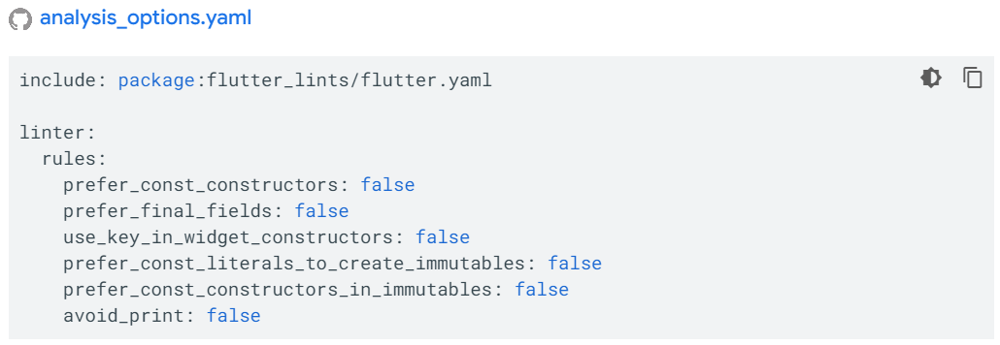 analysis_options.yaml
include: package:flutter_lints/flutter.yaml
linter:
  rules:
    prefer_const_constructors: false
    prefer_final_fields: false
    use_key_in_widget_constructors: false
    prefer_const_literals_to_create_immutables: false
    prefer_const_constructors_in_immutables: false
    avoid_print: false